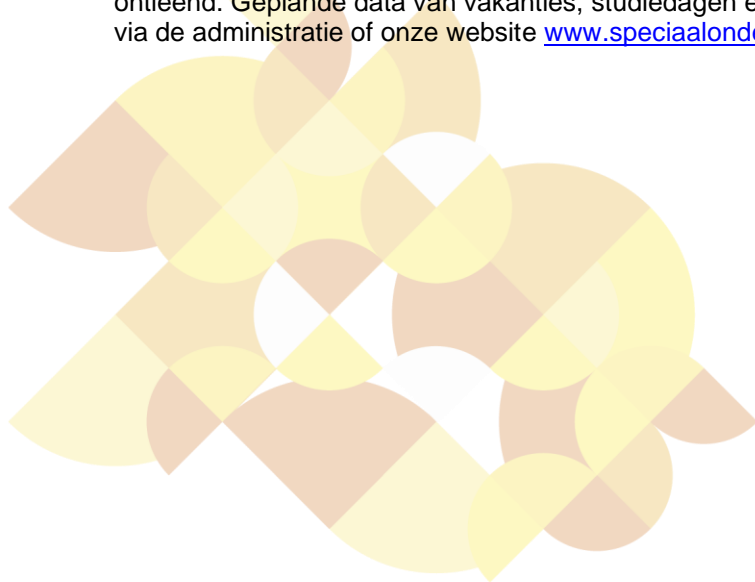 ontleend. Geplande data van vakanties, studiedagen e
via de administratie of onze website www.speciaalond